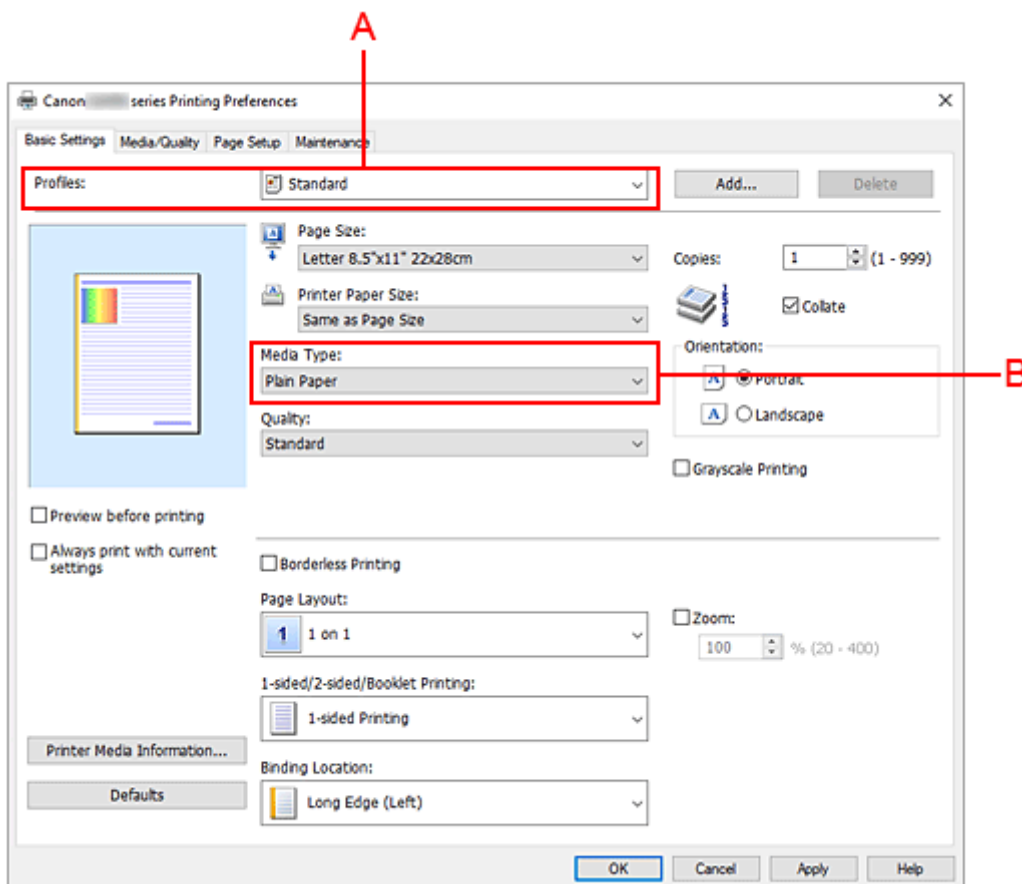 A
Canon series Printing Preferences
Basic Settings Media/Quality Page Setup Maintenance
Profiles: Standard Add... Delete
Page Size:
Letter 8.5"x11" 22x28cm
Copies: 1 (1 - 999)
Printer Paper Size:
Same as Page Size
Collate
Media Type:
Plain Paper
Orientation:
A Portrait
B
A Landscape
Quality:
Standard
Grayscale Printing
Preview before printing
Always print with current
settings
Borderless Printing
Page Layout:
1 1 on 1
Zoom:
100 % (20 - 400)
1-sided/2-sided/Booklet Printing:
1-sided Printing
Printer Media Information...
Binding Location:
Defaults
Long Edge (Left)
OK Cancel Apply Help